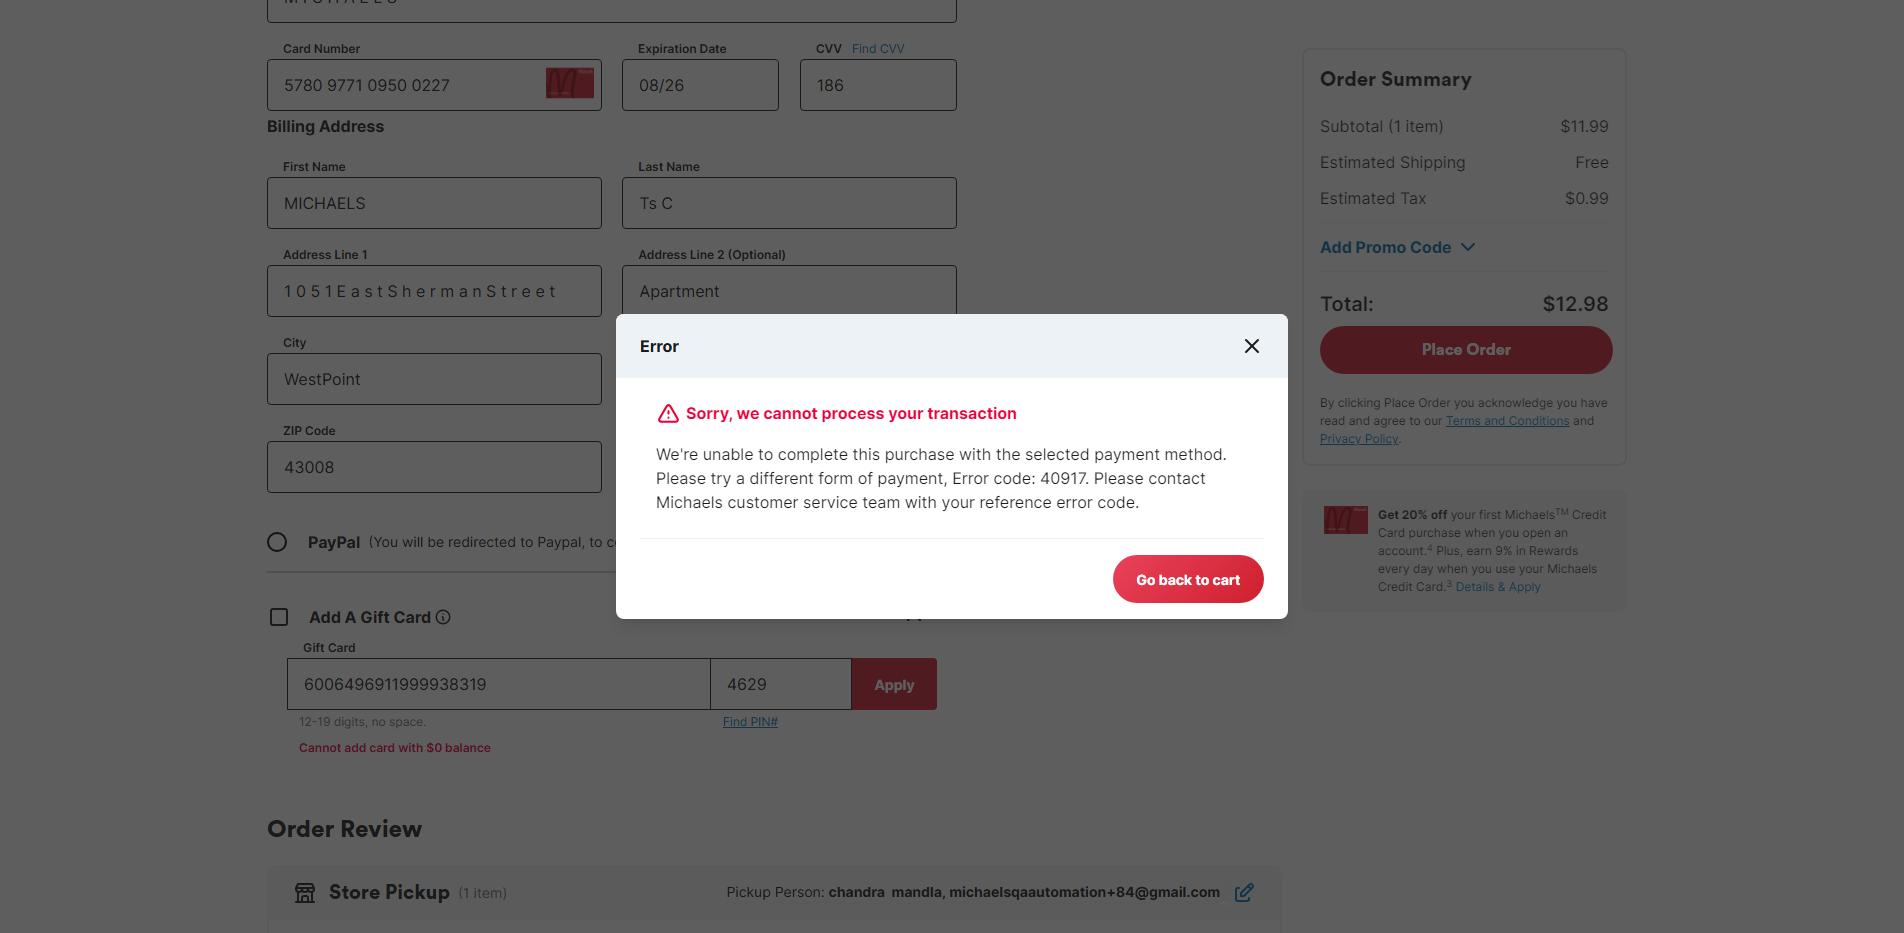 Card Number
Expiration Date
CVV Find CVV
5780 9771 0950 0227
08/26
186
Billing Address
First Name
Last Name
MICHAELS
Ts C
Address Line 1
Address Line 2 (Optional)
1 0 5 1 E a s t S h e r m a n S t r e e t
Apartment
City
WestPoint
ZIP Code
43008
PayPal (You will be redirected to Paypal, to c
Add A Gift Card
Gift Card
6006496911999938319
4629
Apply
12-19 digits, no space.
Find PIN#
Cannot add card with $0 balance
Order Review
Store Pickup (1 item)
Pickup Person: chandra mandla, michaelsqaautomation+84@gmail.com
Error
Sorry, we cannot process your transaction
We're unable to complete this purchase with the selected payment method.
Please try a different form of payment, Error code: 40917. Please contact
Michaels customer service team with your reference error code.
Go back to cart
Order Summary
Subtotal (1 item) $11.99
Estimated Shipping Free
Estimated Tax $0.99
Add Promo Code
Total: $12.98
Place Order
By clicking Place Order you acknowledge you have
read and agree to our Terms and Conditions and
Privacy Policy.
Get 20% off your first Michaels™ Credit
Card purchase when you open an
account.⁴ Plus, earn 9% in Rewards
every day when you use your Michaels
Credit Card.³ Details & Apply